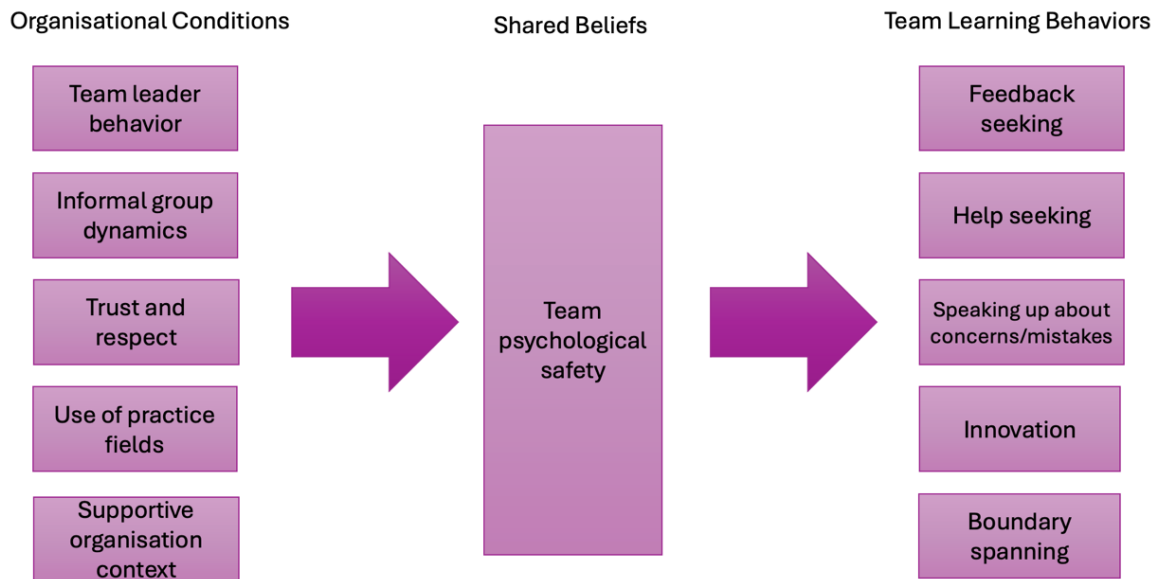 Organisational Conditions
Shared Beliefs
Team Learning Behaviors
Team leader
behavior
Informal group
dynamics
Trust and
respect
Use of practice
fields
Supportive
organisation
context
Team
psychological
safety
Feedback
seeking
Help seeking
Speaking up about
concerns/mistakes
Innovation
Boundary
spanning